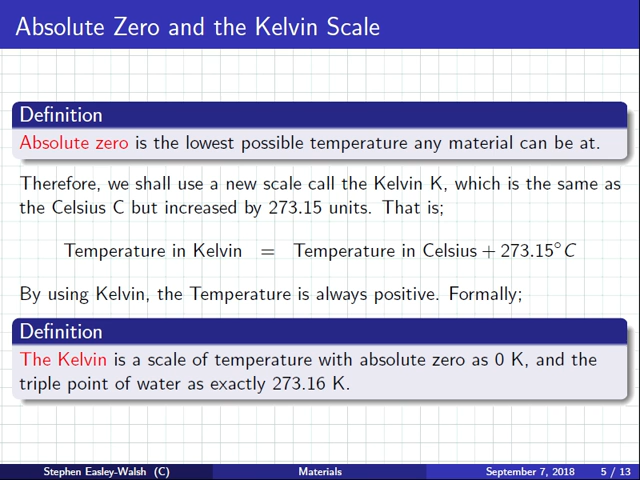 Absolute Zero and the Kelvin Scale
Definition
Absolute zero is the lowest possible temperature any material can be at.
Therefore, we shall use a new scale call the Kelvin K, which is the same as
the Celsius C but increased by 273.15 units. That is;
Temperature in Kelvin = Temperature in Celsius + 273.15°C
By using Kelvin, the Temperature is always positive. Formally;
Definition
The Kelvin is a scale of temperature with absolute zero as 0 K, and the
triple point of water as exactly 273.16 K.
Stephen Easley-Walsh (C) Materials September 7, 2018 5 / 13